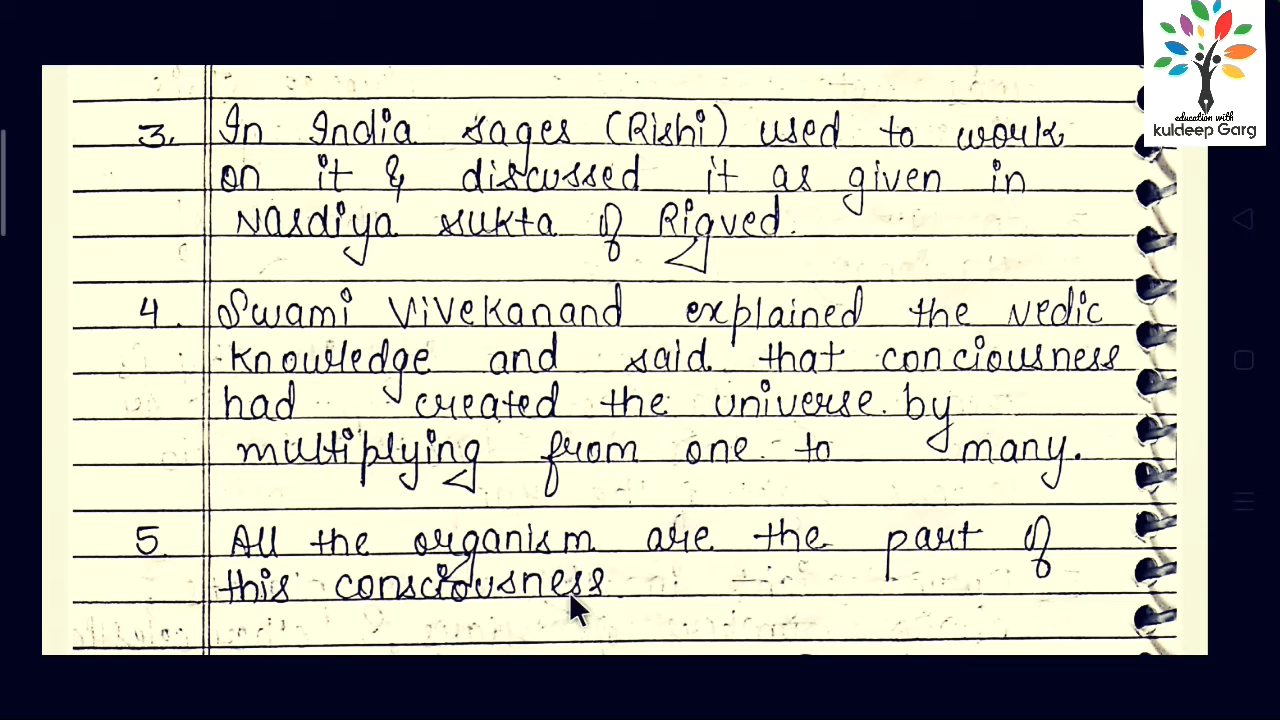 education with
kuldeep Garg
3. In India sages (Rishi) used to work
on it & discussed it as given in
Nasdiya sukta of Rigved.
4. Swami Vivekanand explained the vedic
knowledge and said that conciousness
had created the universe by
multiplying from one to many.
5. All the organism are the part of
this consciousness